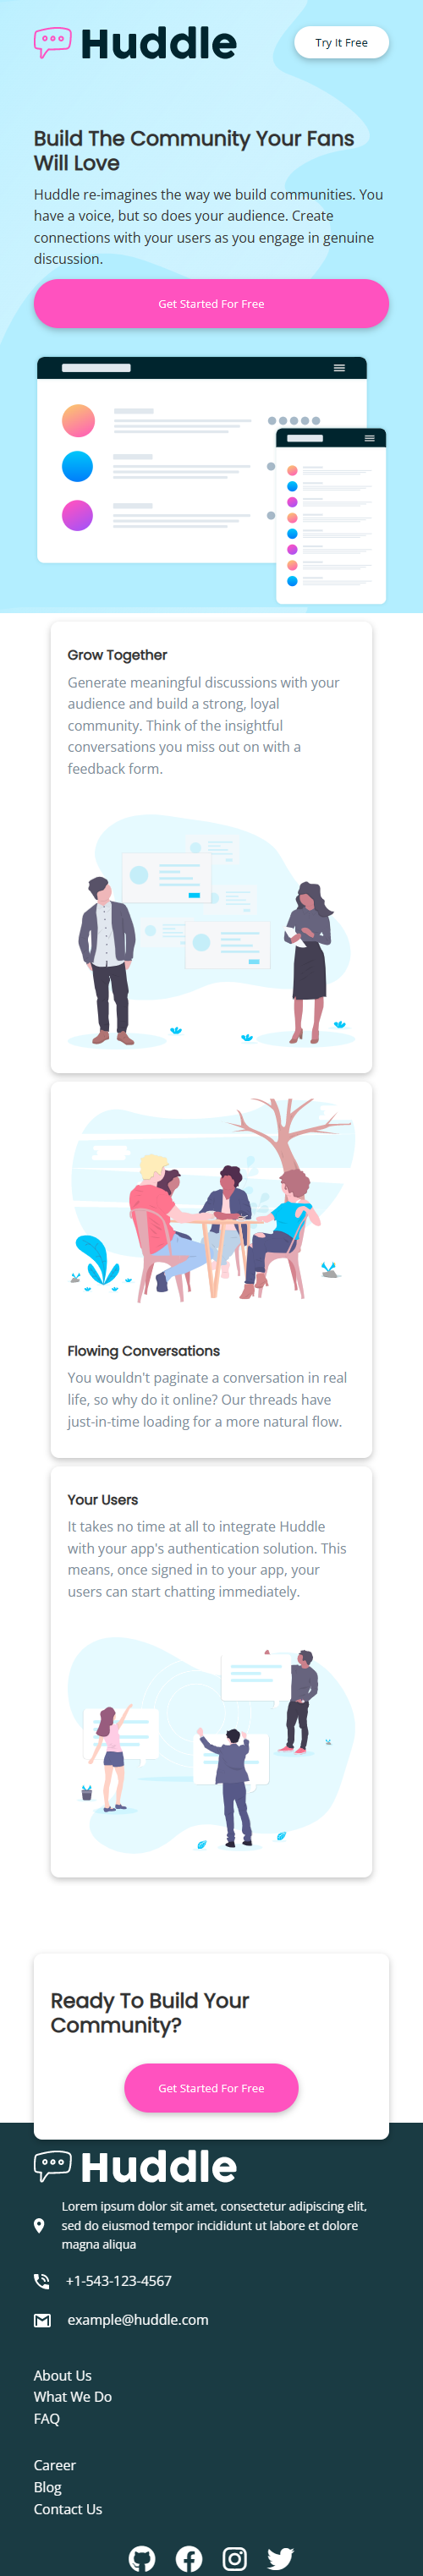 Huddle
Try It Free
Build The Community Your Fans
Will Love
Huddle re-imagines the way we build communities. You
have a voice, but so does your audience. Create
connections with your users as you engage in genuine
discussion.
Get Started For Free
Grow Together
Generate meaningful discussions with your
audience and build a strong, loyal
community. Think of the insightful
conversations you miss out on with a
feedback form.
Flowing Conversations
You wouldn't paginate a conversation in real
life, so why do it online? Our threads have
just-in-time loading for a more natural flow.
Your Users
It takes no time at all to integrate Huddle
with your app's authentication solution. This
means, once signed in to your app, your
users can start chatting immediately.
Ready To Build Your
Community?
Get Started For Free
Huddle
Lorem ipsum dolor sit amet, consectetur adipiscing elit,
sed do eiusmod tempor incididunt ut labore et dolore
magna aliqua
+1-543-123-4567
example@huddle.com
About Us
What We Do
FAQ
Career
Blog
Contact Us